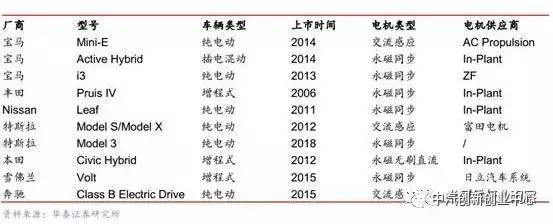 厂商 型号 车辆类型 上市时间 电机类型 电机供应商
宝马 Mini-E 纯电动 2014 交流感应 AC Propulsion
宝马 Active Hybrid 插电混动 2014 永磁同步 In-Plant
宝马 i3 纯电动 2013 永磁同步 ZF
丰田 Pruis IV 增程式 2006 永磁同步 In-Plant
Nissan Leaf 纯电动 2011 永磁同步 In-Plant
特斯拉 Model S/Model X 纯电动 2012 交流感应 富田电机
特斯拉 Model 3 纯电动 2018 永磁同步 /
本田 Civic Hybrid 增程式 2012 永磁无刷直流 In-Plant
雪佛兰 Volt 增程式 2015 永磁同步 日立汽车系统
奔驰 Class B Electric Drive 纯电动 2015 交流感
资料来源：华泰证券研究所
中关创新创业中心